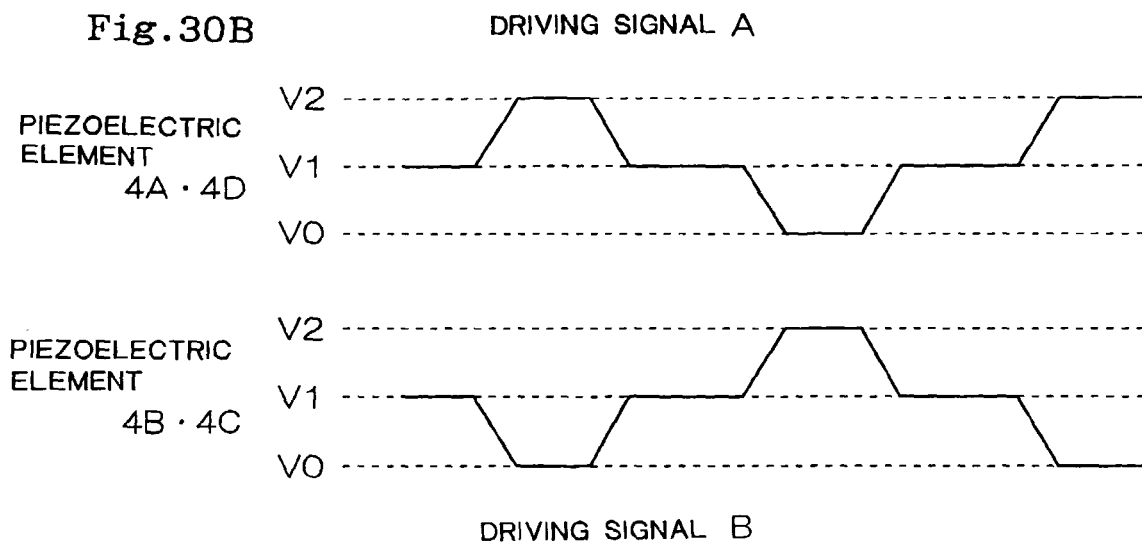 Fig.30B
DRIVING SIGNAL A
PIEZOELECTRIC
ELEMENT
4A · 4D
V2
V1
V0
PIEZOELECTRIC
ELEMENT
4B · 4C
V2
V1
V0
DRIVING SIGNAL B